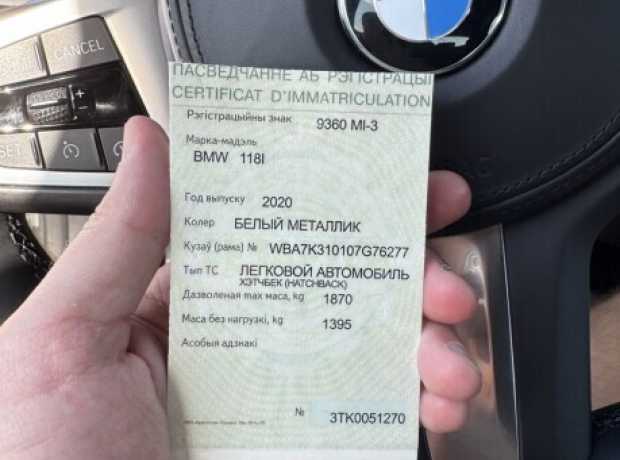 CANCEL
SET
ПАСВЕДЧАННЕ АБ РЭГІСТРАЦЫІ
CERTIFICAT D'IMMATRICULATION
Рэгістрацыйны знак 9360 MI-3
Марка-мадэль
BMW 118I
Год выпуску 2020
Колер БЕЛЫЙ МЕТАЛЛИК
Кузаў (рама) № WBA7K310107G76277
Тып ТС ЛЕГКОВОЙ АВТОМОБИЛЬ
ХЭТЧБЕК (HATCHBACK)
Дазволеная max маса, kg 1870
Маса без нагрузкі, kg 1395
Асобыя адзнакі
№ 3TK0051270